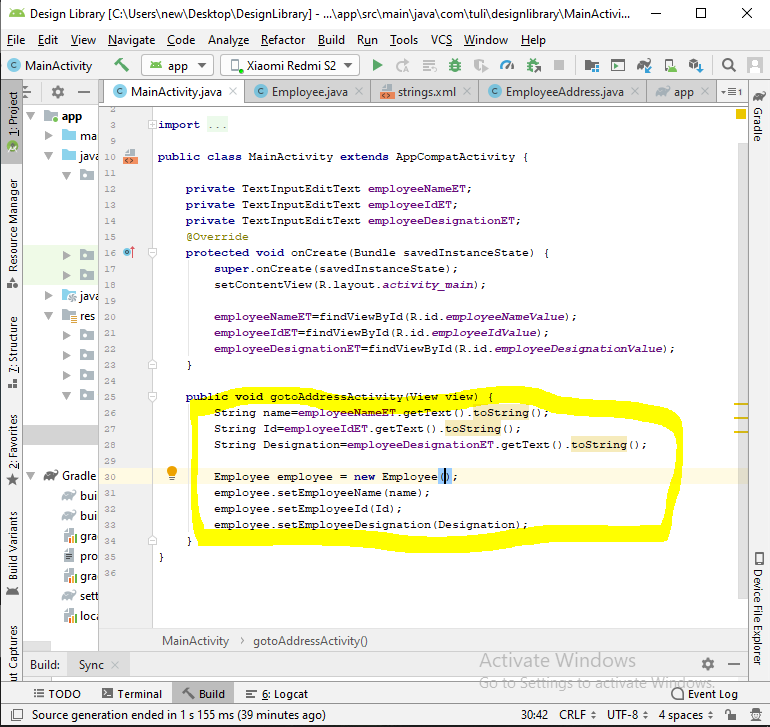 Design Library [C:\Users\new\Desktop\DesignLibrary] - ...\app\src\main\java\com\tuli\designlibrary\MainActivi...
File Edit View Navigate Code Analyze Refactor Build Run Tools VCS Window Help
MainActivity app Xiaomi Redmi S2
MainActivity.java Employee.java strings.xml EmployeeAddress.java app 1
1: Project
Resource Manager
7: Structure
2: Favorites
Build Variants
ut Captures
app
ma
java
java
res
Gradle
bui
bui
gra
pro
gra
sett
loca
2
3 import ...
9
10 public class MainActivity extends AppCompatActivity {
11
12 private TextInputEditText employeeNameET;
13 private TextInputEditText employeeIdET;
14 private TextInputEditText employeeDesignationET;
15 @Override
16 protected void onCreate(Bundle savedInstanceState) {
17 super.onCreate(savedInstanceState);
18 setContentView(R.layout.activity_main);
19
20 employeeNameET=findViewById(R.id.employeeNameValue);
21 employeeIdET=findViewById(R.id.employeeIdValue);
22 employeeDesignationET=findViewById(R.id.employeeDesignationValue);
23 }
24
25 public void gotoAddressActivity(View view) {
26 String name=employeeNameET.getText().toString();
27 String Id=employeeIdET.getText().toString();
28 String Designation=employeeDesignationET.getText().toString();
29
30 Employee employee = new Employee();
31 employee.setEmployeeName(name);
32 employee.setEmployeeId(Id);
33 employee.setEmployeeDesignation(Designation);
34 }
35 }
36
Gradle
Device File Explorer
MainActivity › gotoAddressActivity()
Build: Sync
Activate Windows
Go to Settings to activate Windows.
TODO Terminal Build 6: Logcat Event Log
Source generation ended in 1 s 155 ms (39 minutes ago) 30:42 CRLF UTF-8 4 spaces